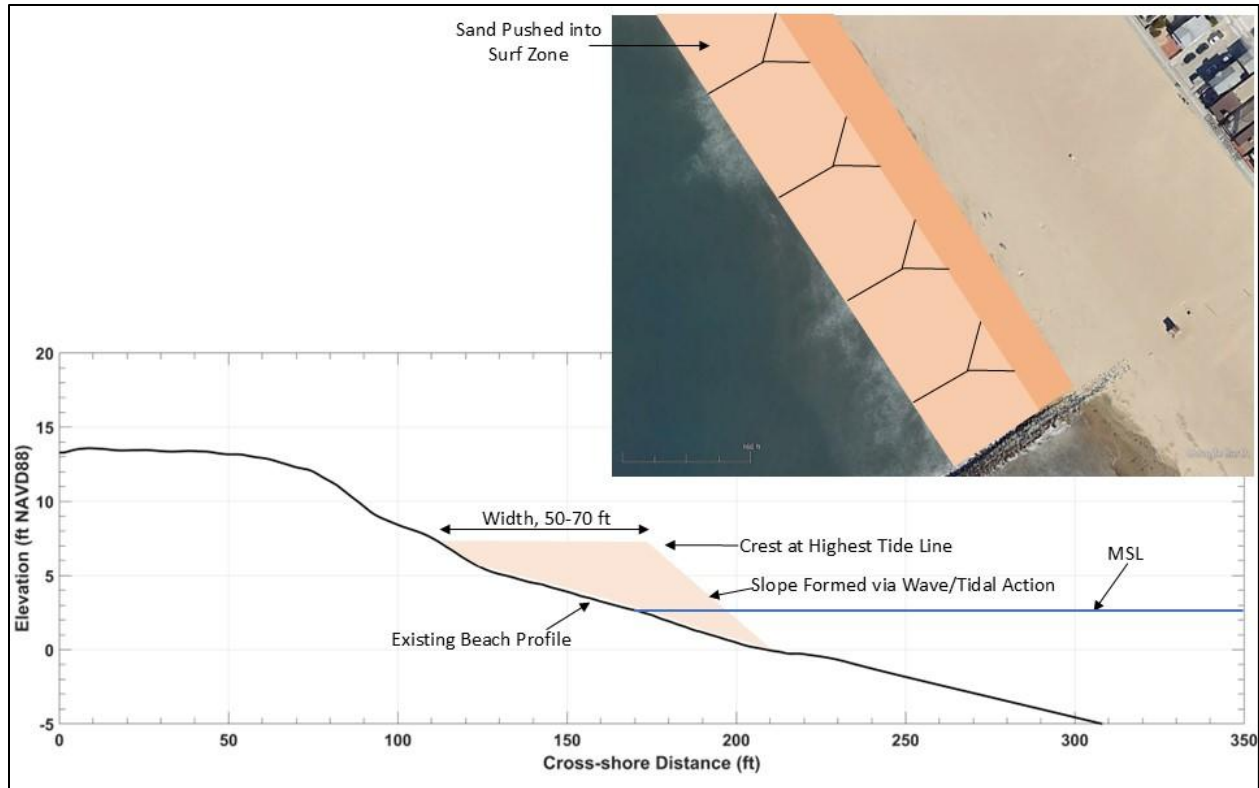 Sand Pushed into
Surf Zone
20
15
10
5
0
-5
Elevation (ft NAVD88)
Width, 50-70 ft
Crest at Highest Tide Line
MSL
Slope Formed via Wave/Tidal Action
Existing Beach Profile
0 50 100 150 200 250 300 350
Cross-shore Distance (ft)